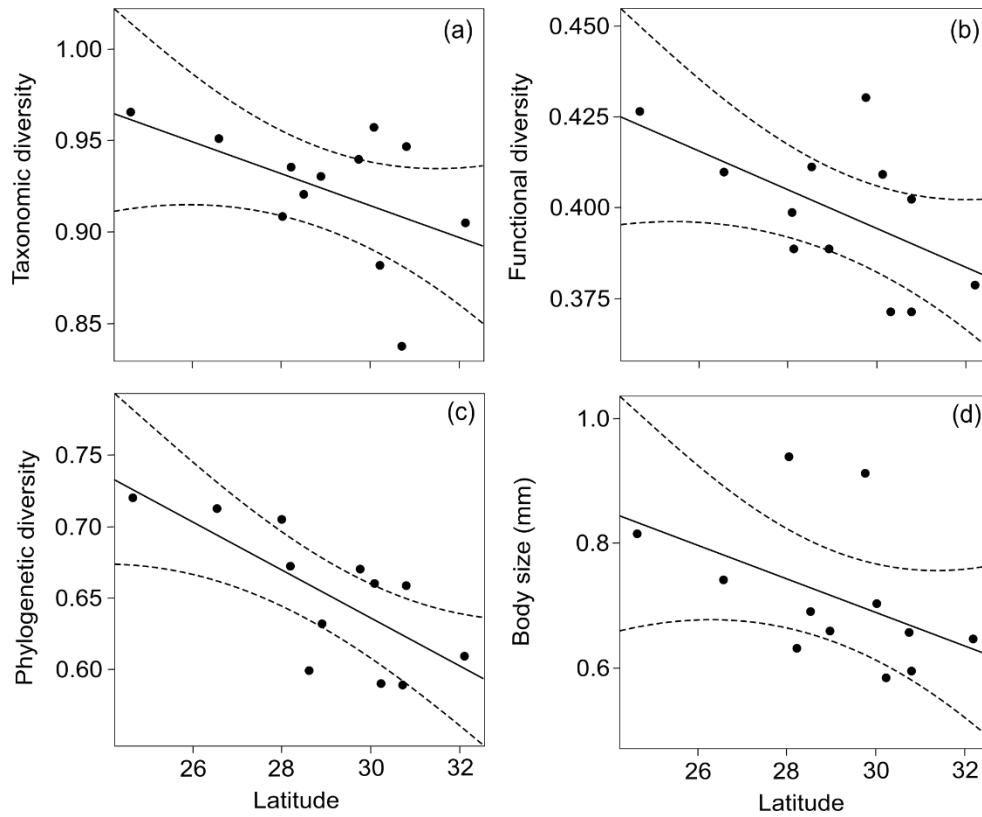 (a)
Taxonomic diversity
1.00
0.95
0.90
0.85
(b)
Functional diversity
0.450
0.425
0.400
0.375
(c)
Phylogenetic diversity
0.75
0.70
0.65
0.60
26 28 30 32
Latitude
(d)
Body size (mm)
1.0
0.8
0.6
26 28 30 32
Latitude